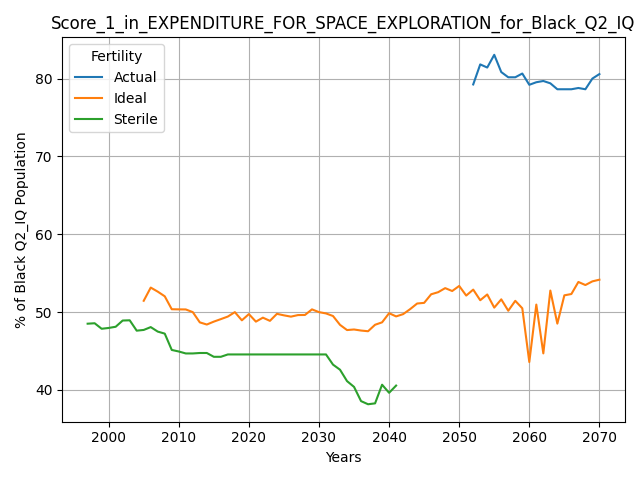 Score_1_in_EXPENDITURE_FOR_SPACE_EXPLORATION_for_Black_Q2_IQ
Fertility
Actual
Ideal
Sterile
% of Black Q2_IQ Population
80
70
60
50
40
2000 2010 2020 2030 2040 2050 2060 2070
Years